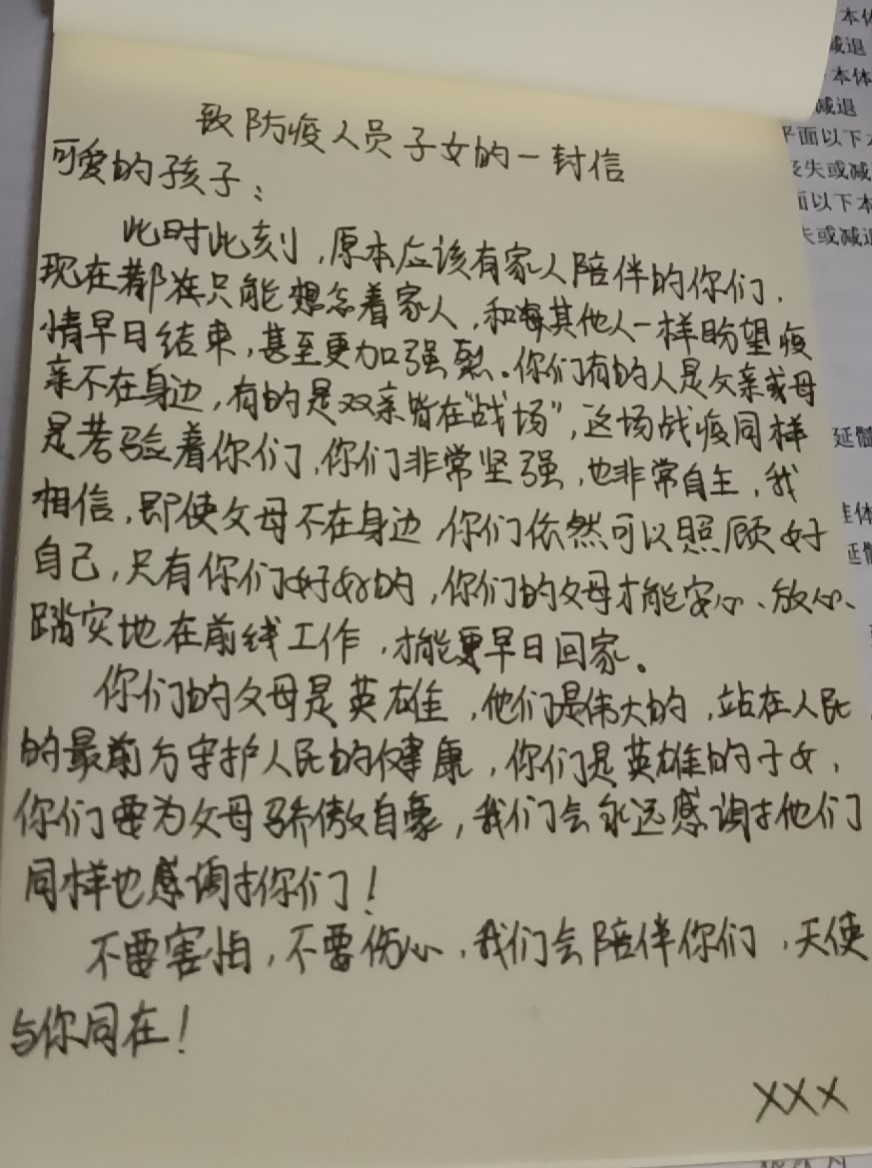 致防疫人员子女的一封信
可爱的孩子：
此时此刻，原本应该有家人陪伴的你们，
现在都在只能想念着家人，和每其他人一样盼望疫
情早日结束，甚至更加强烈。你们有的人是父亲或母
亲不在身边，有的是双亲皆在“战场”，这场战疫同样
是考验着你们，你们非常坚强，也非常自主，我
相信，即使父母不在身边，你们依然可以照顾好
自己，只有你们好好的，你们的父母才能安心、放心、
踏实地在前线工作，才能更早日回家。
你们的父母是英雄，他们是伟大的，站在人民
的最前方守护人民的健康，你们是英雄的子女，
你们要为父母骄傲自豪，我们会永远感谢他们
同样也感谢你们！
不要害怕，不要伤心，我们会陪伴你们，天使
与你同在！
XXX
本体
减退
本体
减退
平面以下本
丧失或减
面以下本
失或减退
延髓
锥体
延髓